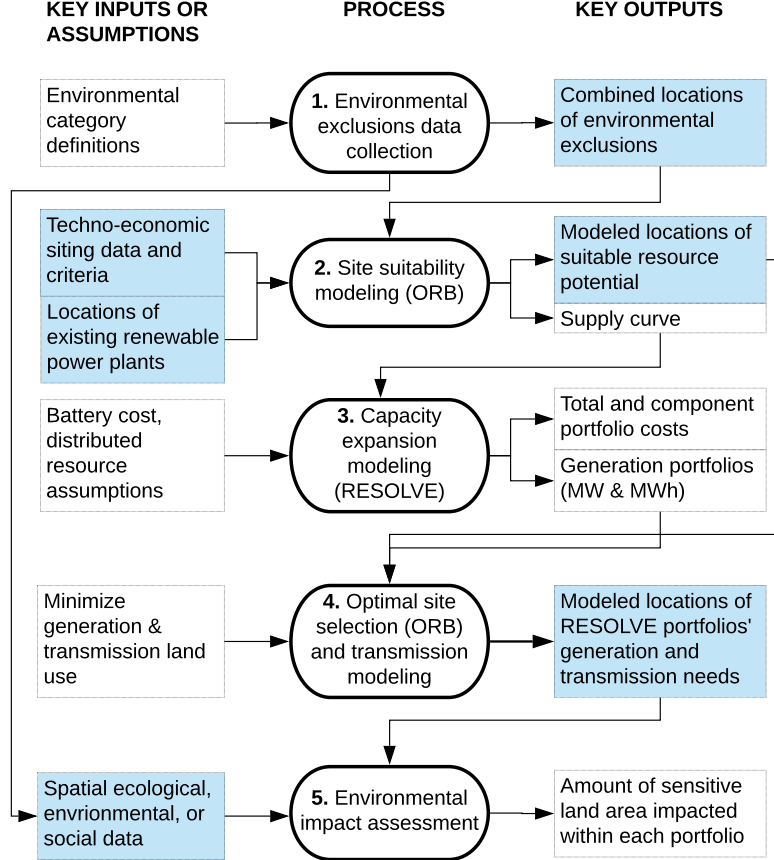 KEY INPUTS OR
ASSUMPTIONS
PROCESS
KEY OUTPUTS
Environmental
category
definitions
1. Environmental
exclusions data
collection
Combined locations
of environmental
exclusions
Techno-economic
siting data and
criteria
Locations of
existing renewable
power plants
2. Site suitability
modeling (ORB)
Modeled locations of
suitable resource
potential
Supply curve
Battery cost,
distributed
resource
assumptions
3. Capacity
expansion
modeling
(RESOLVE)
Total and component
portfolio costs
Generation portfolios
(MW & MWh)
Minimize
generation &
transmission land
use
4. Optimal site
selection (ORB)
and transmission
modeling
Modeled locations of
RESOLVE portfolios'
generation and
transmission needs
Spatial ecological,
envrionmental, or
social data
5. Environmental
impact assessment
Amount of sensitive
land area impacted
within each portfolio